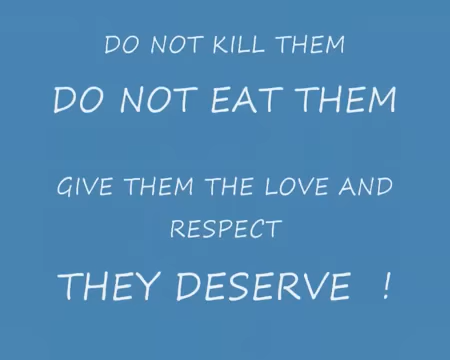 DO NOT KILL THEM
DO NOT EAT THEM
GIVE THEM THE LOVE AND
RESPECT
THEY DESERVE !